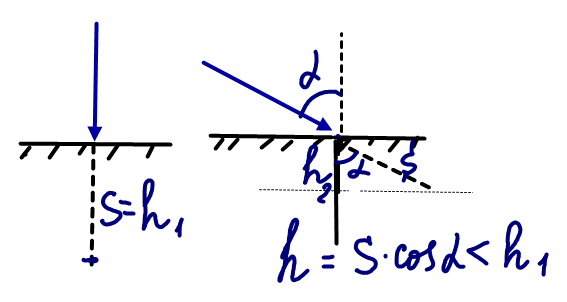 α
S=h₁
h₂ α S
h = S·cosα < h₁